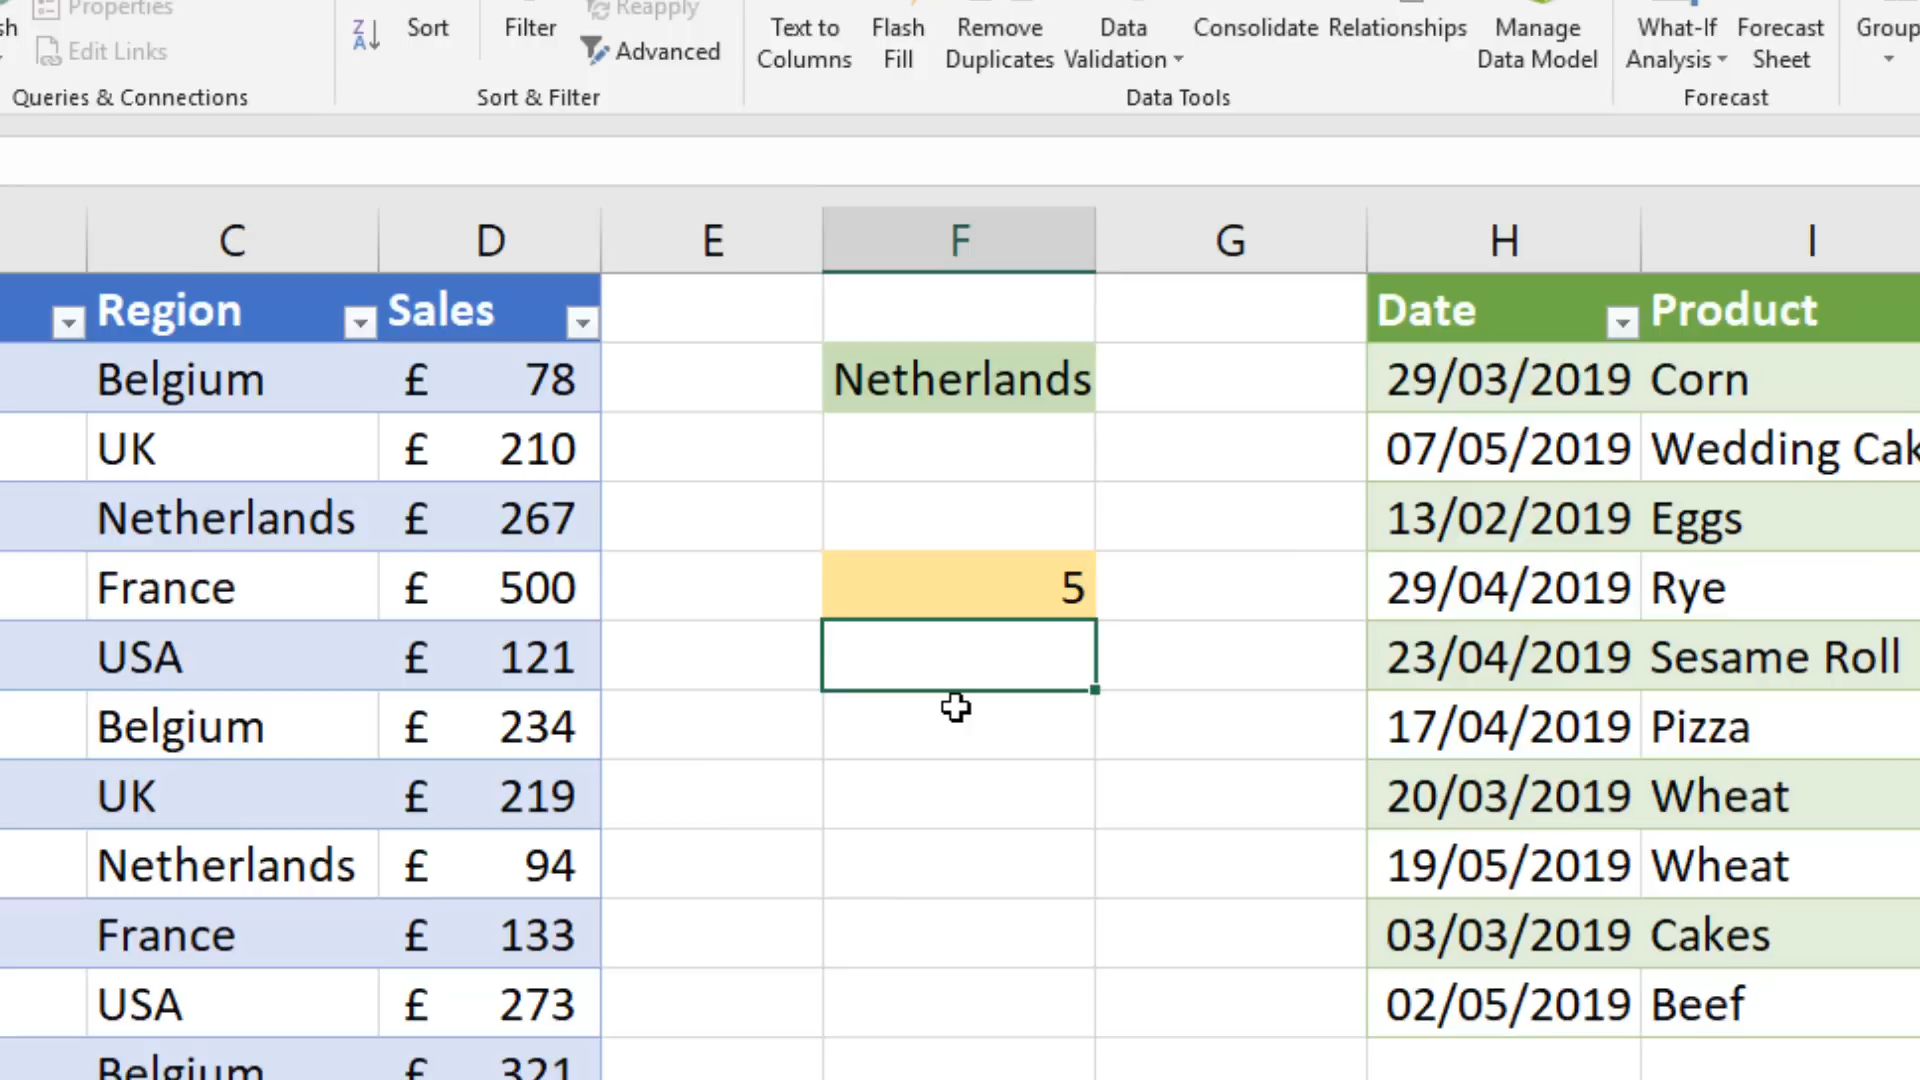 Properties
Edit Links
Queries & Connections
Z
A
Sort
Filter
Reapply
Advanced
Sort & Filter
Text to
Columns
Flash
Fill
Remove
Duplicates
Data
Validation
Consolidate
Relationships
Manage
Data Model
Data Tools
What-If
Analysis
Forecast
Sheet
Forecast
Group
C D E F G H I
Region Sales Date Product
Belgium £ 78 Netherlands 29/03/2019 Corn
UK £ 210 07/05/2019 Wedding Cak
Netherlands £ 267 13/02/2019 Eggs
France £ 500 5 29/04/2019 Rye
USA £ 121 23/04/2019 Sesame Roll
Belgium £ 234 17/04/2019 Pizza
UK £ 219 20/03/2019 Wheat
Netherlands £ 94 19/05/2019 Wheat
France £ 133 03/03/2019 Cakes
USA £ 273 02/05/2019 Beef
Belgium £ 321